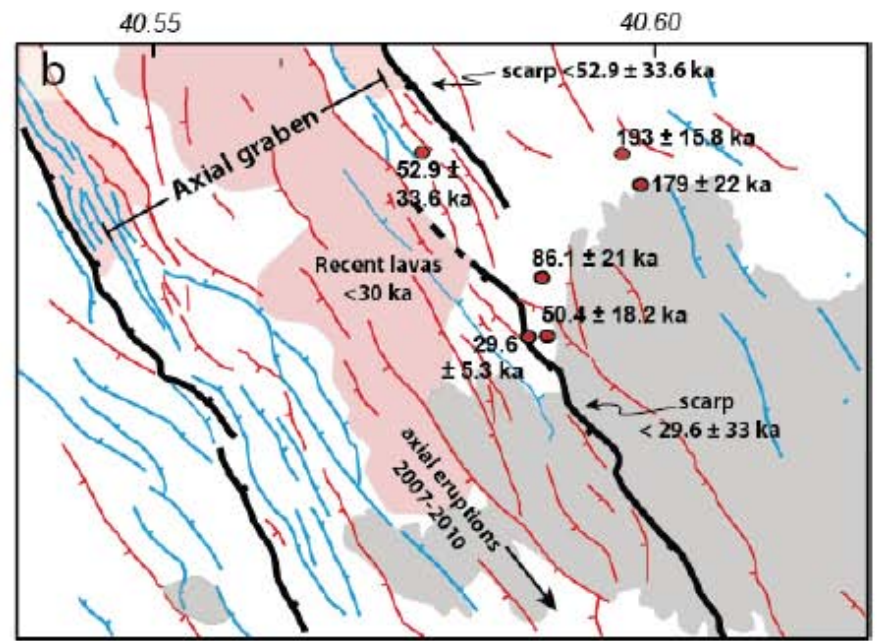 40.55
40.60
b
scarp <52.9 ± 33.6 ka
Axial graben
193 ± 15.8 ka
52.9 ±
33.6 ka
179 ± 22 ka
86.1 ± 21 ka
Recent lavas
<30 ka
50.4 ± 18.2 ka
29.6
± 5.3 ka
scarp
< 29.6 ± 33 ka
axial eruptions
2007-2010